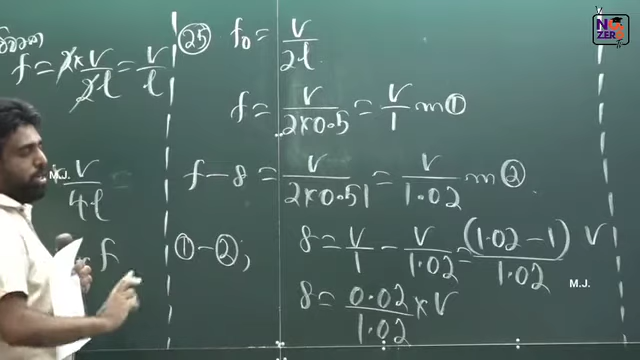 f = 2 × v / 2l = v / l
M.J. v / 4l
f
25 f₀ = v / 2l
f = v / 2×0.5 = v / 1 m ①
f - 8 = v / 2×0.51 = v / 1.02 m ②
① - ②; 8 = v / 1 - v / 1.02 = (1.02 - 1) v / 1.02
M.J.
8 = 0.02 / 1.02 × v